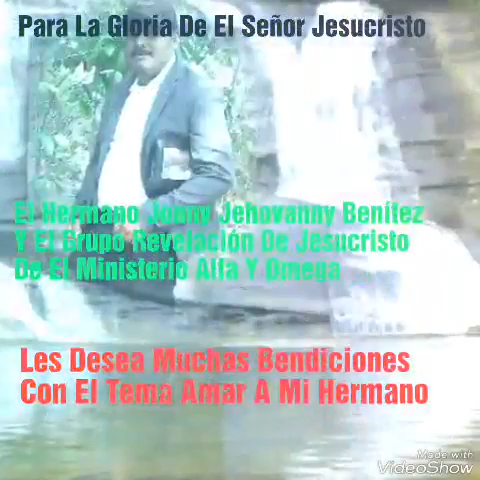 Para La Gloria De El Señor Jesucristo
El Hermano Jonny Jehovanny Benítez
Y El Grupo Revelación De Jesucristo
De El Ministerio Alfa Y Omega
Les Desea Muchas Bendiciones
Con El Tema Amar A Mi Hermano
Made with
VideoShow